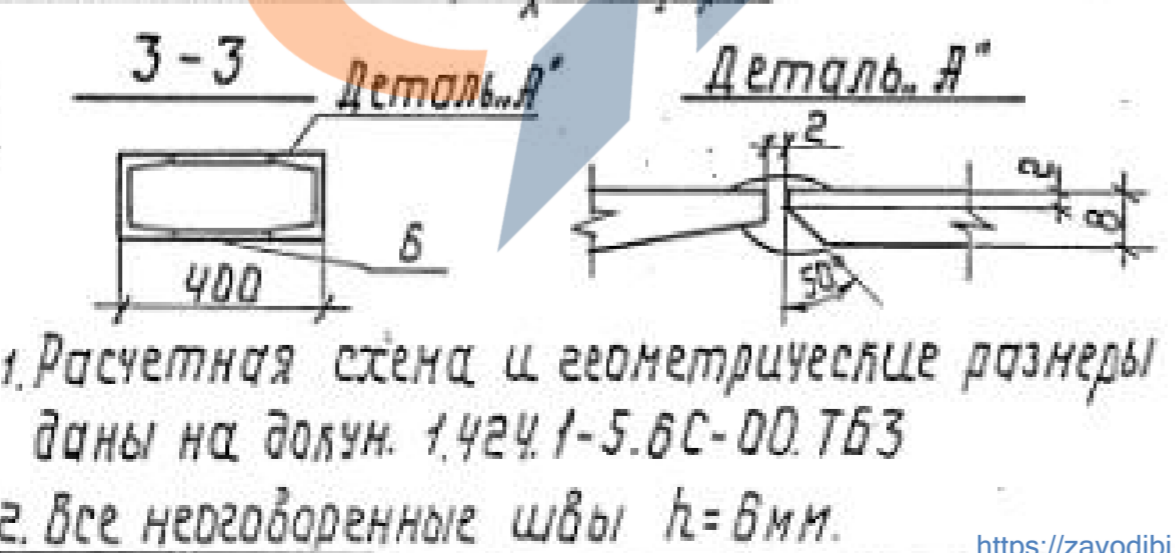 3-3
Деталь „А"
Деталь „А"
2
2
8
6
400
50°
1. Расчетная схема и геометрические размеры
даны на докум. 1.424.1-5.6С-00.ТБ3
2. Все неоговоренные швы h=6мм.
https://zavodjbi